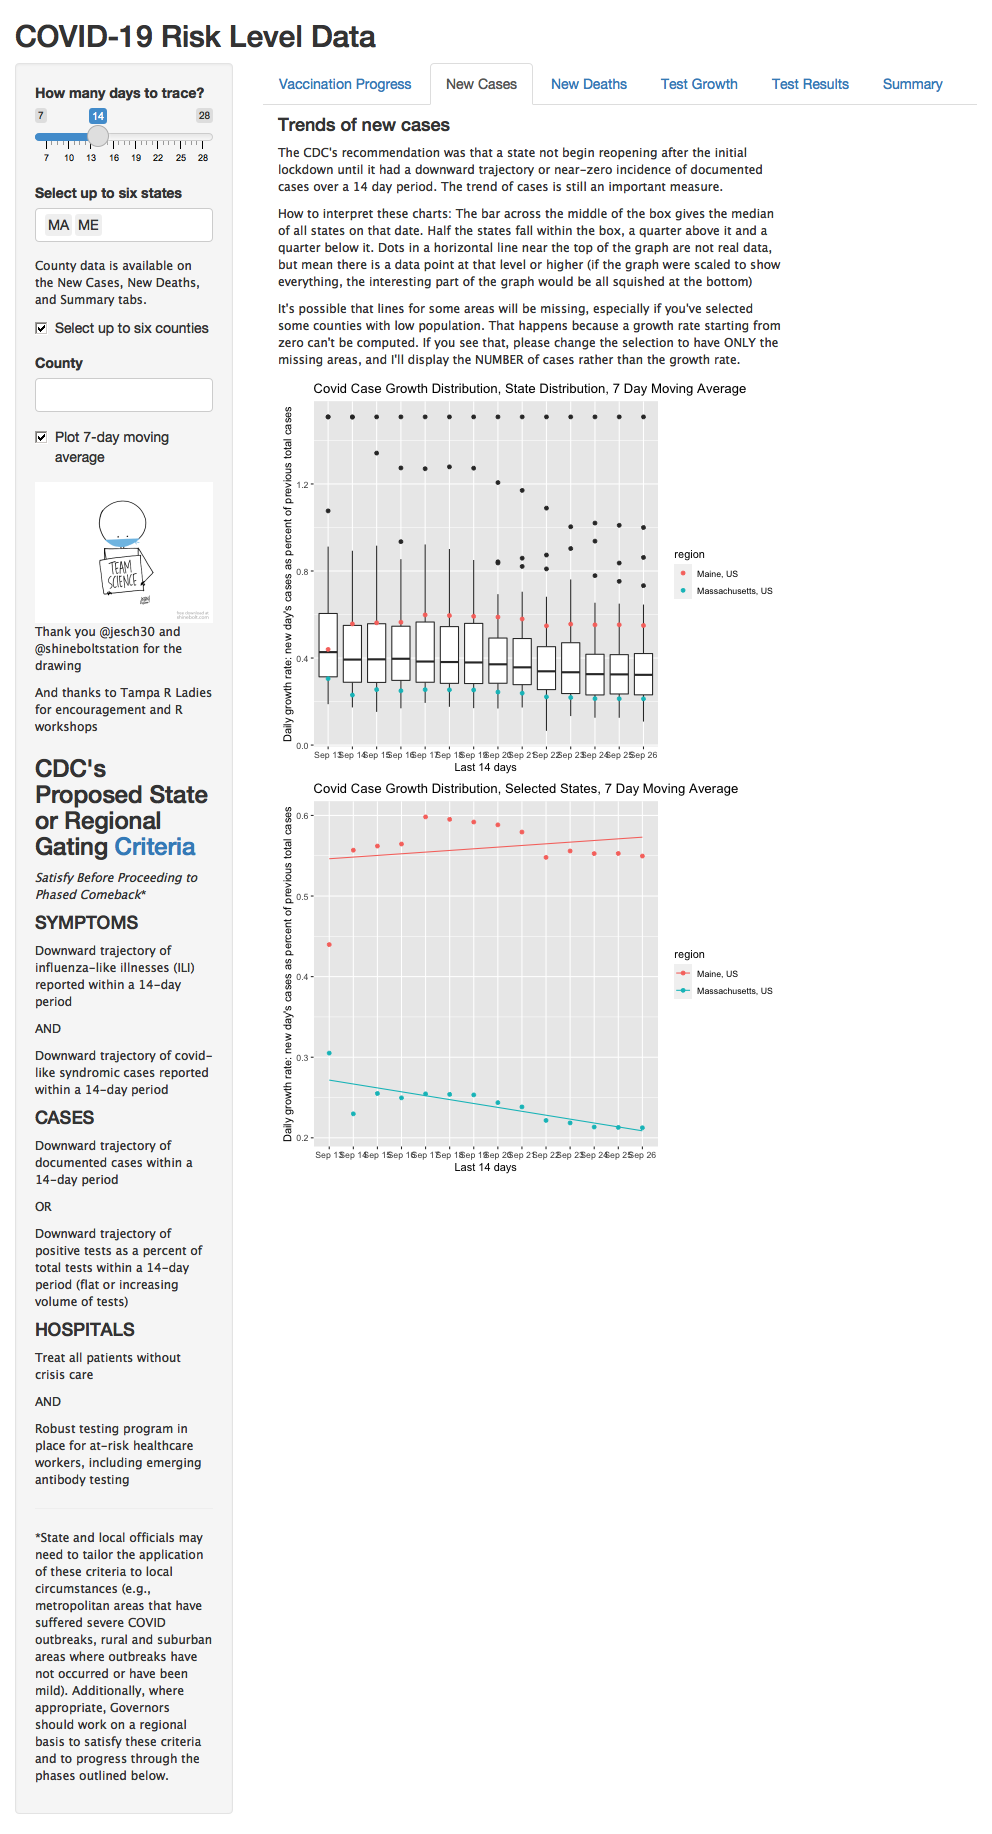 COVID-19 Risk Level Data
How many days to trace?
7 14 28
7 10 13 16 19 22 25 28
Select up to six states
MA ME
County data is available on
the New Cases, New Deaths,
and Summary tabs.
Select up to six counties
County
Plot 7-day moving
average
TEAM
SCIENCE
Thank you @jesch30 and
@shineboltstation for the
drawing
And thanks to Tampa R Ladies
for encouragement and R
workshops
CDC's
Proposed State
or Regional
Gating Criteria
Satisfy Before Proceeding to
Phased Comeback*
SYMPTOMS
Downward trajectory of
influenza-like illnesses (ILI)
reported within a 14-day
period
AND
Downward trajectory of covid-
like syndromic cases reported
within a 14-day period
CASES
Downward trajectory of
documented cases within a
14-day period
OR
Downward trajectory of
positive tests as a percent of
total tests within a 14-day
period (flat or increasing
volume of tests)
HOSPITALS
Treat all patients without
crisis care
AND
Robust testing program in
place for at-risk healthcare
workers, including emerging
antibody testing
*State and local officials may
need to tailor the application
of these criteria to local
circumstances (e.g.,
metropolitan areas that have
suffered severe COVID
outbreaks, rural and suburban
areas where outbreaks have
not occurred or have been
mild). Additionally, where
appropriate, Governors
should work on a regional
basis to satisfy these criteria
and to progress through the
phases outlined below.
Vaccination Progress New Cases New Deaths Test Growth Test Results Summary
Trends of new cases
The CDC's recommendation was that a state not begin reopening after the initial
lockdown until it had a downward trajectory or near-zero incidence of documented
cases over a 14 day period. The trend of cases is still an important measure.
How to interpret these charts: The bar across the middle of the box gives the median
of all states on that date. Half the states fall within the box, a quarter above it and a
quarter below it. Dots in a horizontal line near the top of the graph are not real data,
but mean there is a data point at that level or higher (if the graph were scaled to show
everything, the interesting part of the graph would be all squished at the bottom)
It's possible that lines for some areas will be missing, especially if you've selected
some counties with low population. That happens because a growth rate starting from
zero can't be computed. If you see that, please change the selection to have ONLY the
missing areas, and I'll display the NUMBER of cases rather than the growth rate.
Covid Case Growth Distribution, State Distribution, 7 Day Moving Average
Daily growth rate: new day's cases as percent of previous total cases
1.2
0.8
0.4
0.0
Sep 13 Sep 14 Sep 15 Sep 16 Sep 17 Sep 18 Sep 19 Sep 20 Sep 21 Sep 22 Sep 23 Sep 24 Sep 25 Sep 26
Last 14 days
region
Maine, US
Massachusetts, US
Covid Case Growth Distribution, Selected States, 7 Day Moving Average
Daily growth rate: new day's cases as percent of previous total cases
0.6
0.5
0.4
0.3
0.2
Sep 13 Sep 14 Sep 15 Sep 16 Sep 17 Sep 18 Sep 19 Sep 20 Sep 21 Sep 22 Sep 23 Sep 24 Sep 25 Sep 26
Last 14 days
region
Maine, US
Massachusetts, US